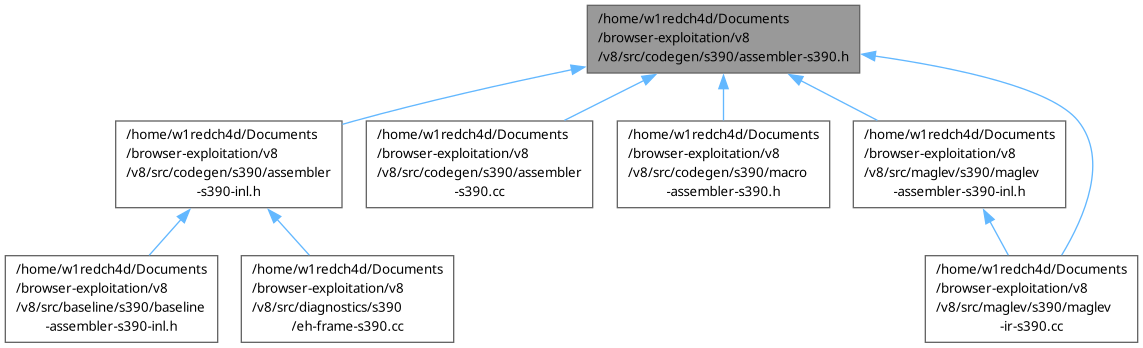 /home/w1redch4d/Documents
/browser-exploitation/v8
/v8/src/codegen/s390/assembler-s390.h
/home/w1redch4d/Documents
/browser-exploitation/v8
/v8/src/codegen/s390/assembler
-s390-inl.h
/home/w1redch4d/Documents
/browser-exploitation/v8
/v8/src/codegen/s390/assembler
-s390.cc
/home/w1redch4d/Documents
/browser-exploitation/v8
/v8/src/codegen/s390/macro
-assembler-s390.h
/home/w1redch4d/Documents
/browser-exploitation/v8
/v8/src/maglev/s390/maglev
-assembler-s390-inl.h
/home/w1redch4d/Documents
/browser-exploitation/v8
/v8/src/baseline/s390/baseline
-assembler-s390-inl.h
/home/w1redch4d/Documents
/browser-exploitation/v8
/v8/src/diagnostics/s390
/eh-frame-s390.cc
/home/w1redch4d/Documents
/browser-exploitation/v8
/v8/src/maglev/s390/maglev
-ir-s390.cc